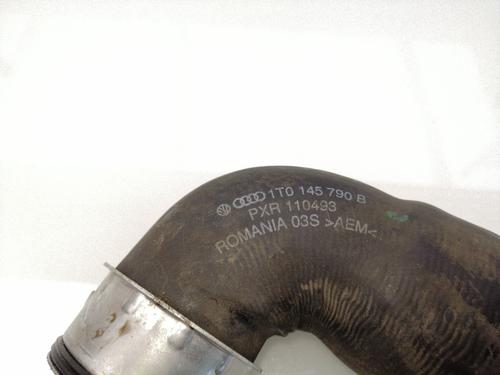 1T0 145 790 B
PXR 110493
ROMANIA 03S >AEM<